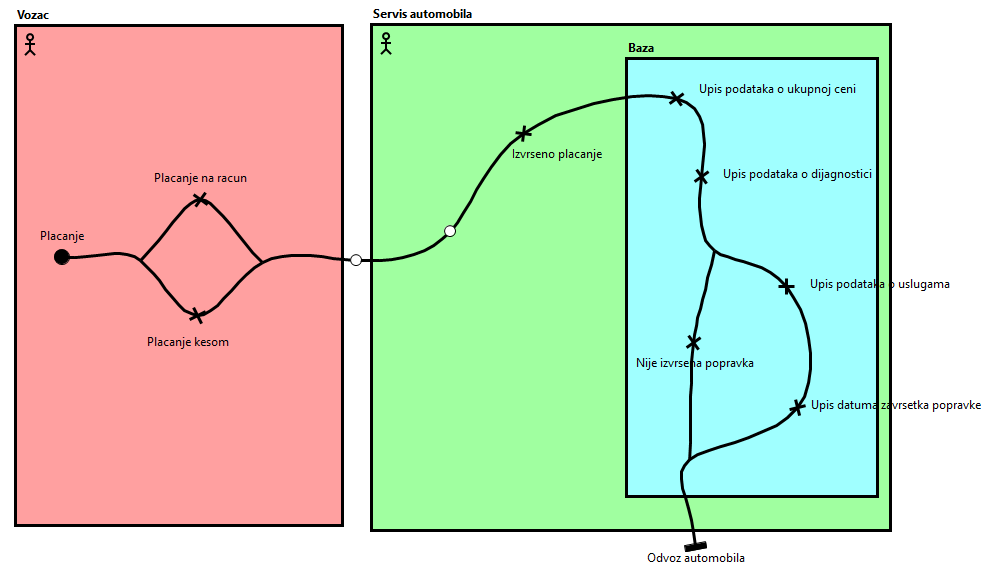 Vozac
Servis automobila
Baza
Upis podataka o ukupnoj ceni
Izvrseno placanje
Placanje na racun
Upis podataka o dijagnostici
Placanje
Upis podataka o uslugama
Placanje kesom
Nije izvrsena popravka
Upis datuma zavrsetka popravke
Odvoz automobila